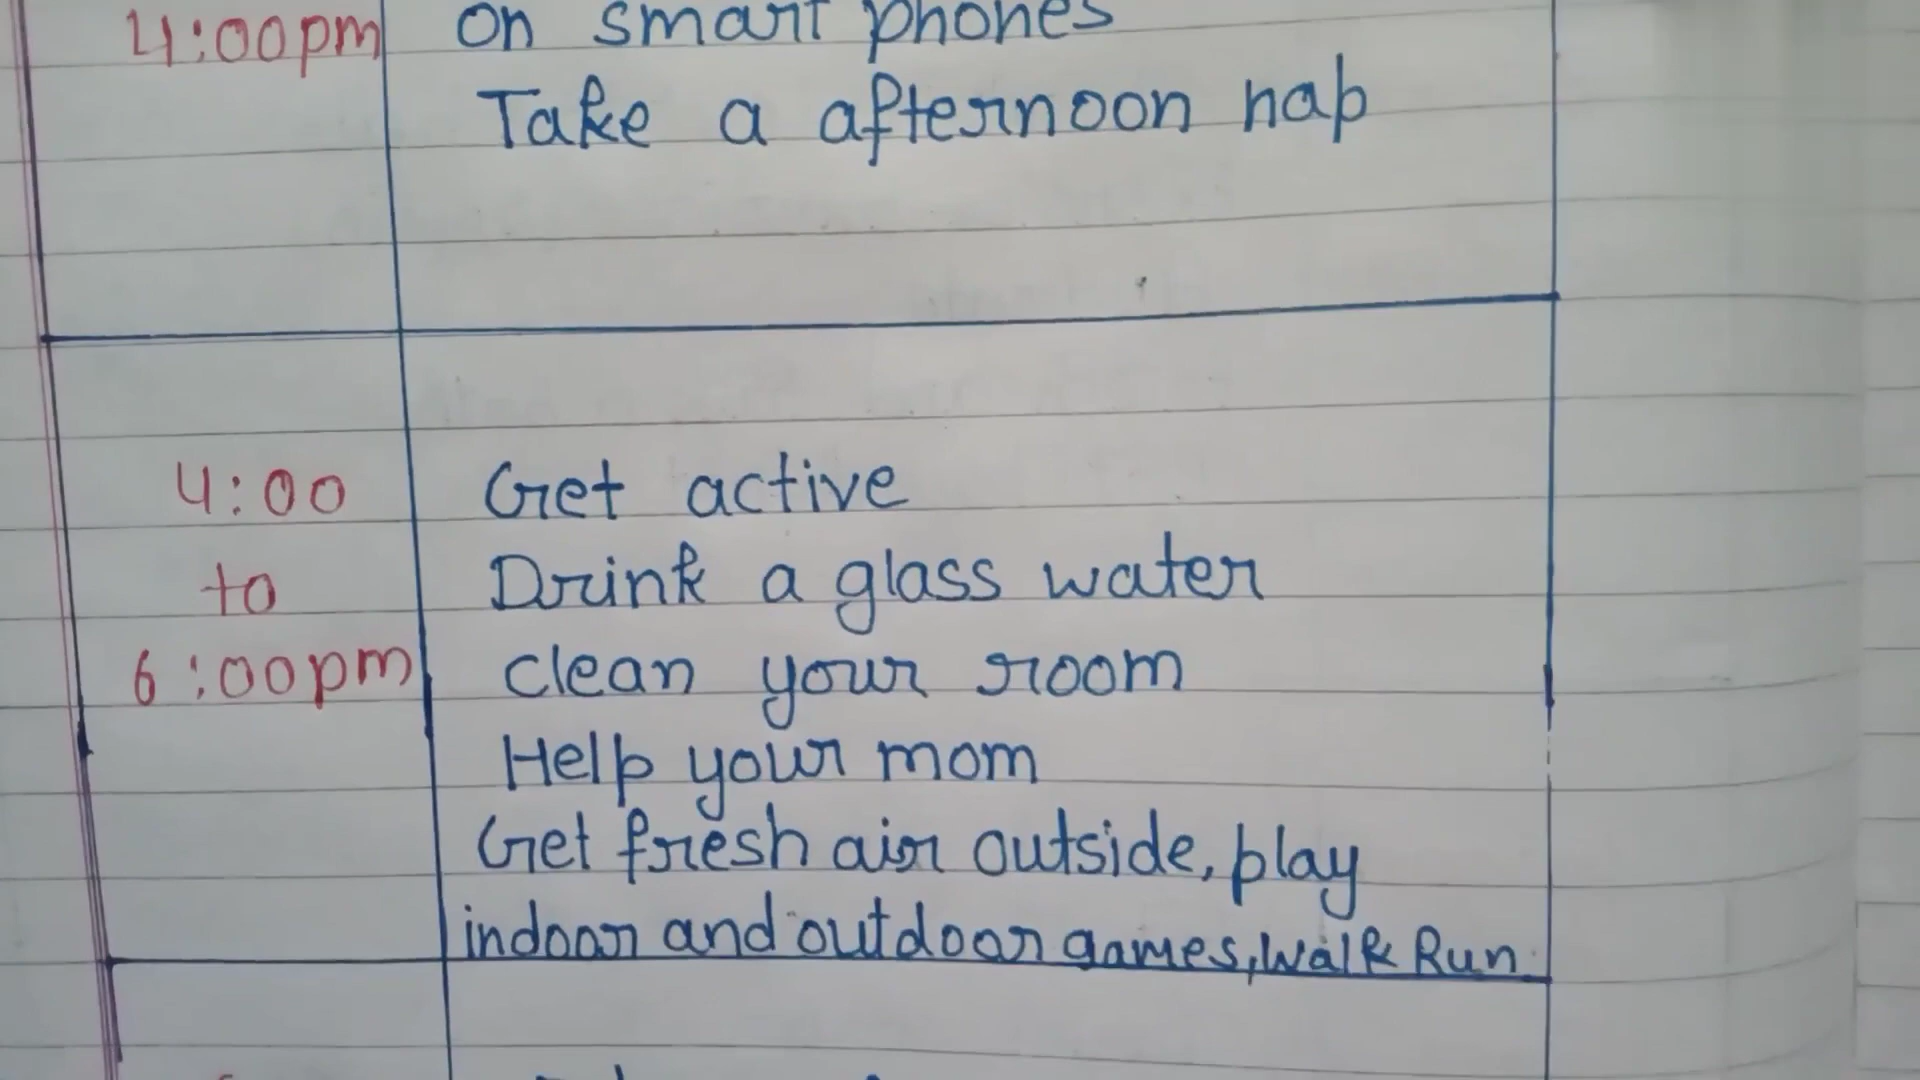 4:00pm on smart phones
Take a afternoon nap
4:00 Get active
to Drink a glass water
6:00pm clean your room
Help your mom
Get fresh air outside, play
indoor and outdoor games, Walk Run